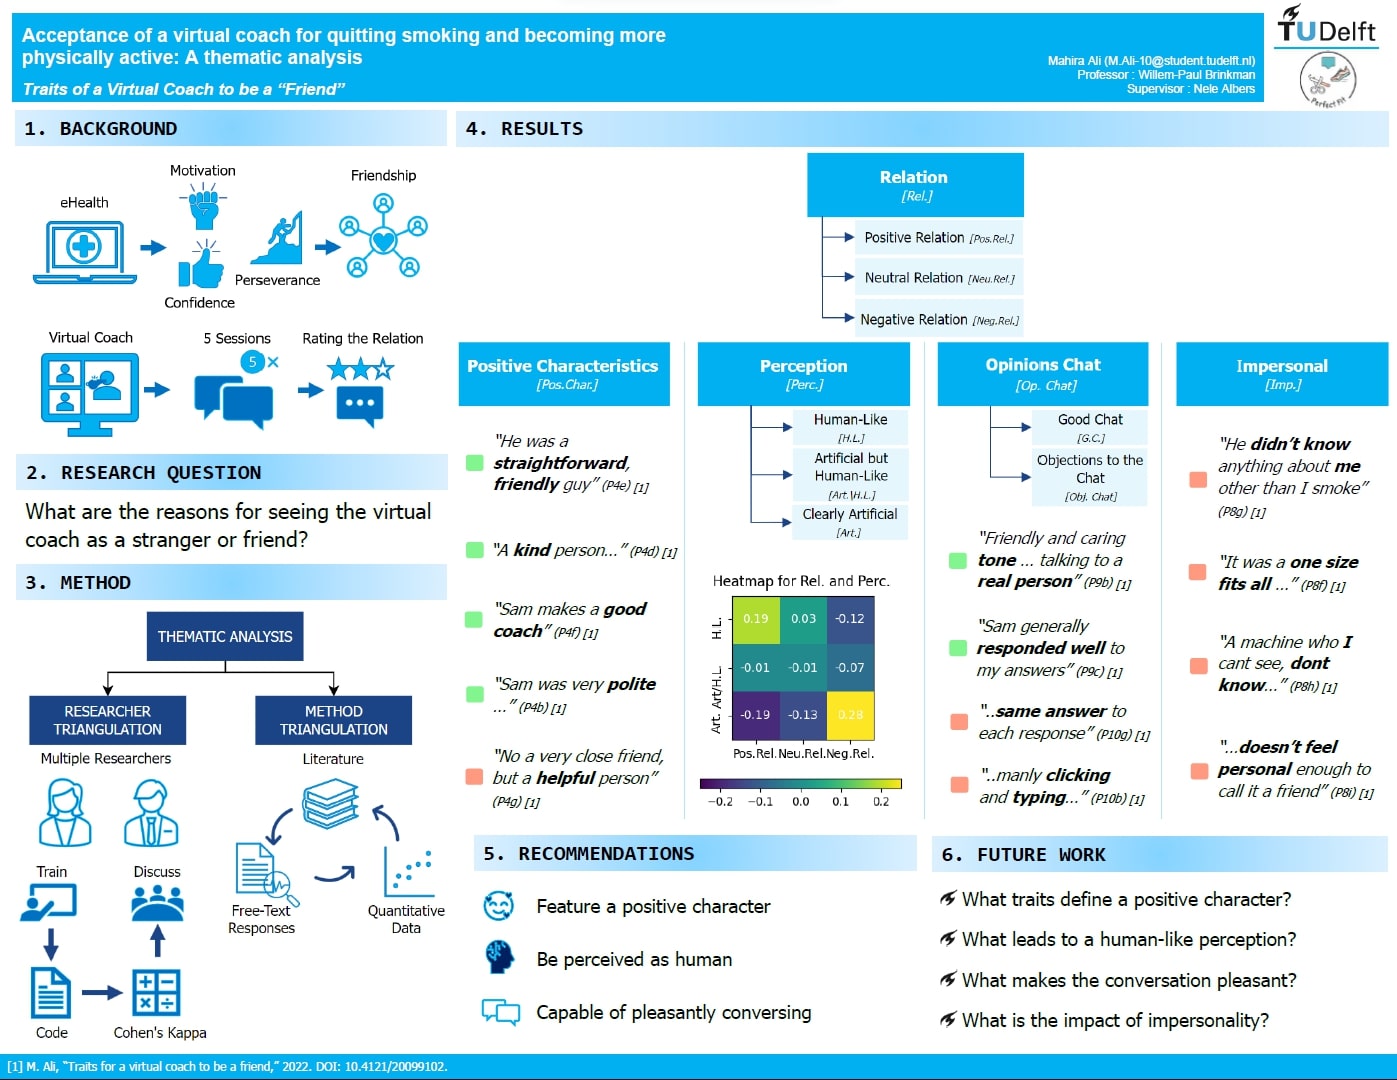 Acceptance of a virtual coach for quitting smoking and becoming more
physically active: A thematic analysis
Traits of a Virtual Coach to be a “Friend”
Mahira Ali (M.Ali-10@student.tudelft.nl)
Professor : Willem-Paul Brinkman
Supervisor : Nele Albers
TUDelft
Perfect Fit
1. BACKGROUND
eHealth
Motivation
Confidence
Perseverance
Friendship
Virtual Coach
5 Sessions
5 ×
Rating the Relation
2. RESEARCH QUESTION
What are the reasons for seeing the virtual
coach as a stranger or friend?
3. METHOD
THEMATIC ANALYSIS
RESEARCHER
TRIANGULATION
Multiple Researchers
Train
Discuss
Code
Cohen's Kappa
METHOD
TRIANGULATION
Literature
Free-Text
Responses
Quantitative
Data
4. RESULTS
Relation
[Rel.]
Positive Relation [Pos.Rel.]
Neutral Relation [Neu.Rel.]
Negative Relation [Neg.Rel.]
Positive Characteristics
[Pos.Char.]
“He was a
straightforward,
friendly guy” (P4e) [1]
“A kind person...” (P4d) [1]
“Sam makes a good
coach” (P4f) [1]
“Sam was very polite
...” (P4b) [1]
“No a very close friend,
but a helpful person”
(P4g) [1]
Perception
[Perc.]
Human-Like
[H.L.]
Artificial but
Human-Like
[Art.|H.L.]
Clearly Artificial
[Art.]
Heatmap for Rel. and Perc.
H.L.
Art/H.L.
Art.
0.19 0.03 -0.12
-0.01 -0.01 -0.07
-0.19 -0.13 0.28
Pos.Rel. Neu.Rel. Neg.Rel.
−0.2 −0.1 0.0 0.1 0.2
Opinions Chat
[Op. Chat]
Good Chat
[G.C.]
Objections to the
Chat
[Obj. Chat]
“Friendly and caring
tone ... talking to a
real person” (P9b) [1]
“Sam generally
responded well to
my answers” (P9c) [1]
“..same answer to
each response” (P10g) [1]
“..manly clicking
and typing...” (P10b) [1]
Impersonal
[Imp.]
“He didn’t know
anything about me
other than I smoke”
(P8g) [1]
“It was a one size
fits all ...” (P8f) [1]
“A machine who I
cant see, dont
know...” (P8h) [1]
“...doesn’t feel
personal enough to
call it a friend” (P8i) [1]
5. RECOMMENDATIONS
Feature a positive character
Be perceived as human
Capable of pleasantly conversing
6. FUTURE WORK
What traits define a positive character?
What leads to a human-like perception?
What makes the conversation pleasant?
What is the impact of impersonality?
[1] M. Ali, “Traits for a virtual coach to be a friend,” 2022. DOI: 10.4121/20099102.